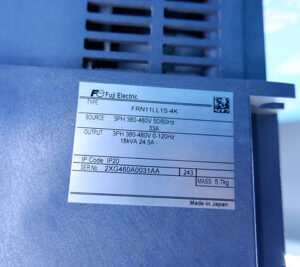 Fuji Electric
TYPE FRN11LL1S-4K
SOURCE 3PH 380-480V 50/60Hz
33A
OUTPUT 3PH 380-480V 0-120Hz
18kVA 24.5A
IP Code IP20
SER.No 2XG460A0031AA 243
MASS 5.7kg
Made in Japan